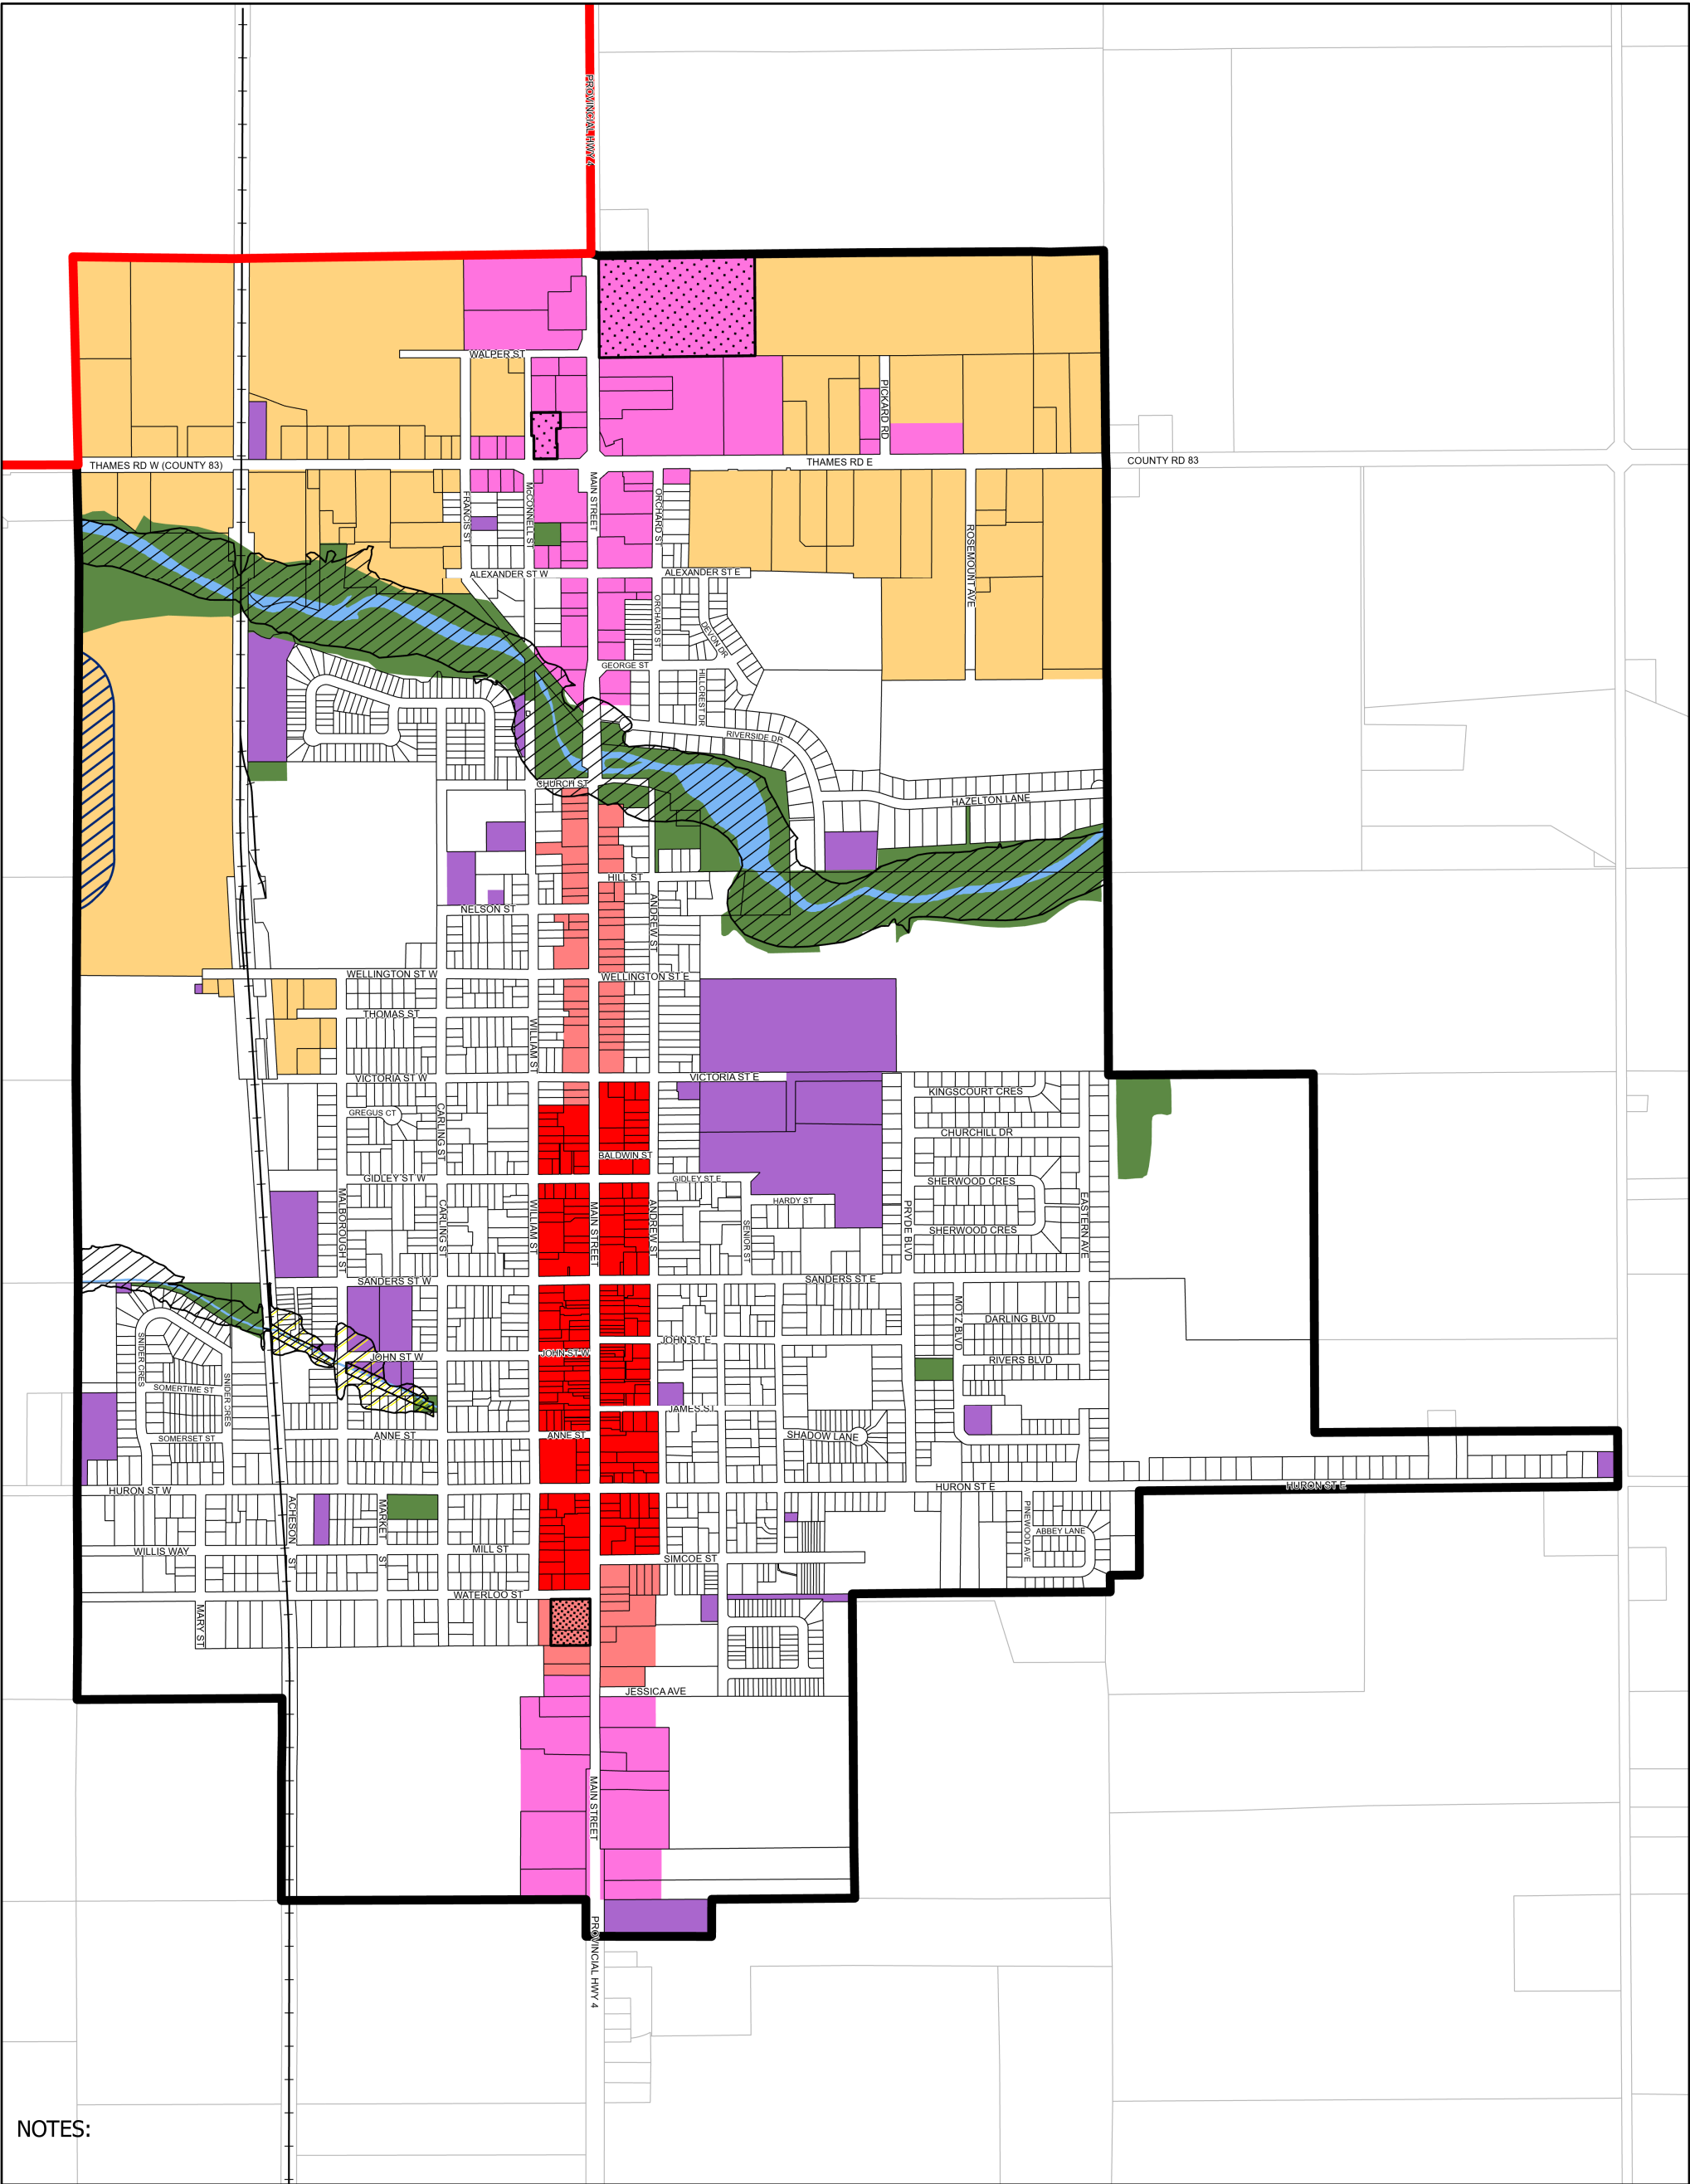 PROVINCIAL HWY 4
WALPER ST
PICKARD RD
THAMES RD W (COUNTY 83)
THAMES RD E
COUNTY RD 83
FRANCIS ST
McCONNELL ST
MAIN STREET
ORCHARD ST
ROSEMOUNT AVE
ALEXANDER ST W
ALEXANDER ST E
ORCHARD ST
DEVON DR
GEORGE ST
HILLCREST DR
RIVERSIDE DR
CHURCH ST
HAZELTON LANE
HILL ST
NELSON ST
ANDREW ST
WELLINGTON ST W
WELLINGTON ST E
THOMAS ST
WILLIAM ST
VICTORIA ST W
VICTORIA ST E
KINGSCOURT CRES
GREGUS CT
CARLING ST
CHURCHILL DR
BALDWIN ST
GIDLEY ST W
GIDLEY ST E
SHERWOOD CRES
HARDY ST
MALBOROUGH ST
CARLING ST
WILLIAM ST
MAIN STREET
ANDREW ST
SENIOR ST
PRYDE BLVD
SHERWOOD CRES
EASTERN AVE
SANDERS ST W
SANDERS ST E
MOTZ BLVD
DARLING BLVD
SNIDER CRES
JOHN ST E
JOHN ST W
JOHN ST W
RIVERS BLVD
SOMERTIME ST
SNIDER CRES
JAMES ST
SOMERSET ST
ANNE ST
ANNE ST
SHADOW LANE
HURON ST W
HURON ST E
HURON ST E
ACHESON ST
MARKET ST
PINEWOOD AVE
ABBEY LANE
WILLIS WAY
MILL ST
SIMCOE ST
WATERLOO ST
MARY ST
JESSICA AVE
MAIN STREET
PROVINCIAL HWY 4
NOTES: